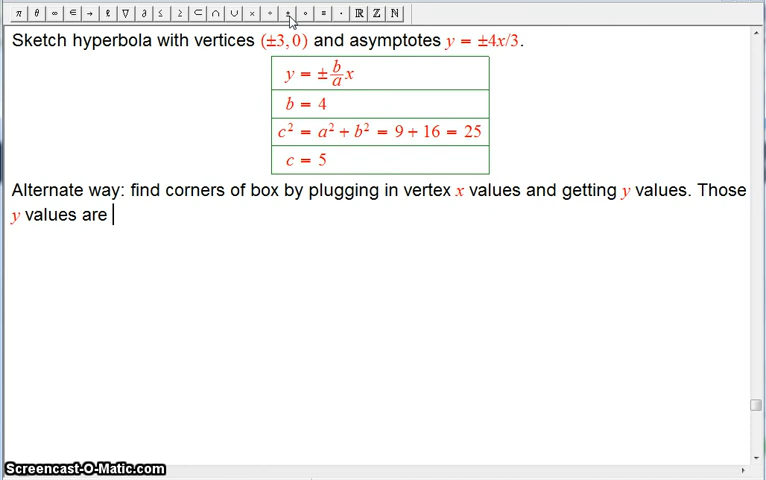 π θ ∞ ∈ → ℓ ∇ ∂ ≤ ≥ ⊂ ∩ ∪ × ÷ ± ∘ ≡ · ℝ ℤ ℕ
Sketch hyperbola with vertices (±3, 0) and asymptotes y = ±4x/3.
y = ± b/a x
b = 4
c² = a² + b² = 9 + 16 = 25
c = 5
Alternate way: find corners of box by plugging in vertex x values and getting y values. Those
y values are
Screencast-O-Matic.com